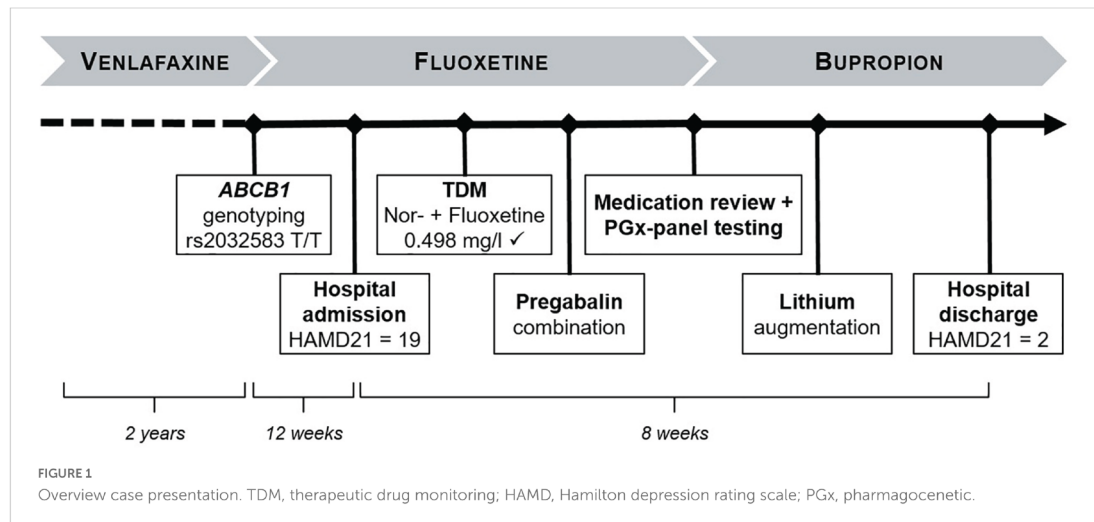 VENLAFAXINE
FLUOXETINE
BUPROPION
ABCB1
genotyping
rs2032583 T/T
TDM
Nor- + Fluoxetine
0.498 mg/l ✓
Medication review +
PGx-panel testing
Hospital
admission
HAMD21 = 19
Pregabalin
combination
Lithium
augmentation
Hospital
discharge
HAMD21 = 2
2 years
12 weeks
8 weeks
FIGURE 1
Overview case presentation. TDM, therapeutic drug monitoring; HAMD, Hamilton depression rating scale; PGx, pharmagocenetic.